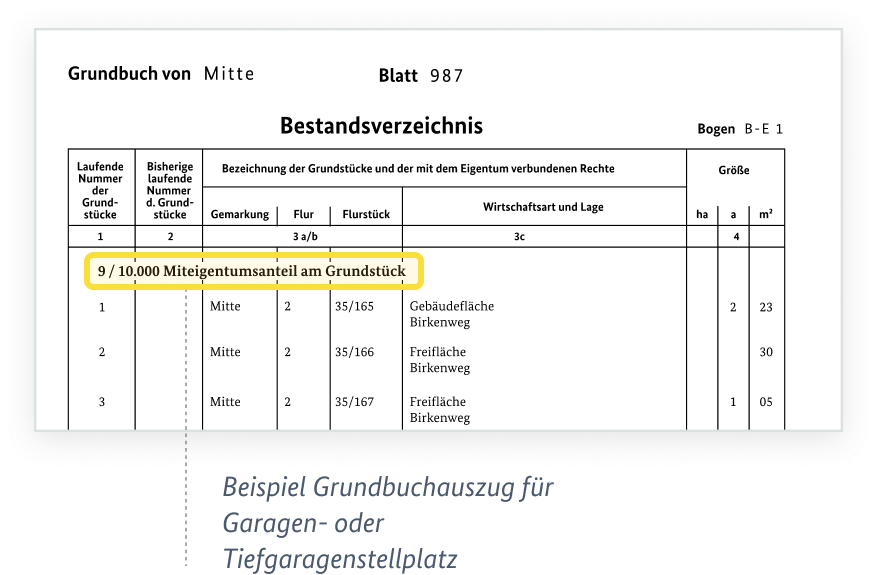 Grundbuch von Mitte Blatt 987
Bestandsverzeichnis Bogen B-E 1
Laufende Nummer der Grund-stücke Bisherige laufende Nummer d. Grund-stücke Bezeichnung der Grundstücke und der mit dem Eigentum verbundenen Rechte Größe
Gemarkung Flur Flurstück Wirtschaftsart und Lage ha a m²
1 2 3 a/b 3c 4
9 / 10.000 Miteigentumsanteil am Grundstück
1 Mitte 2 35/165 Gebäudefläche 2 23
Birkenweg
2 Mitte 2 35/166 Freifläche 30
Birkenweg
3 Mitte 2 35/167 Freifläche 1 05
Birkenweg
Beispiel Grundbuchauszug für
Garagen- oder
Tiefgaragenstellplatz